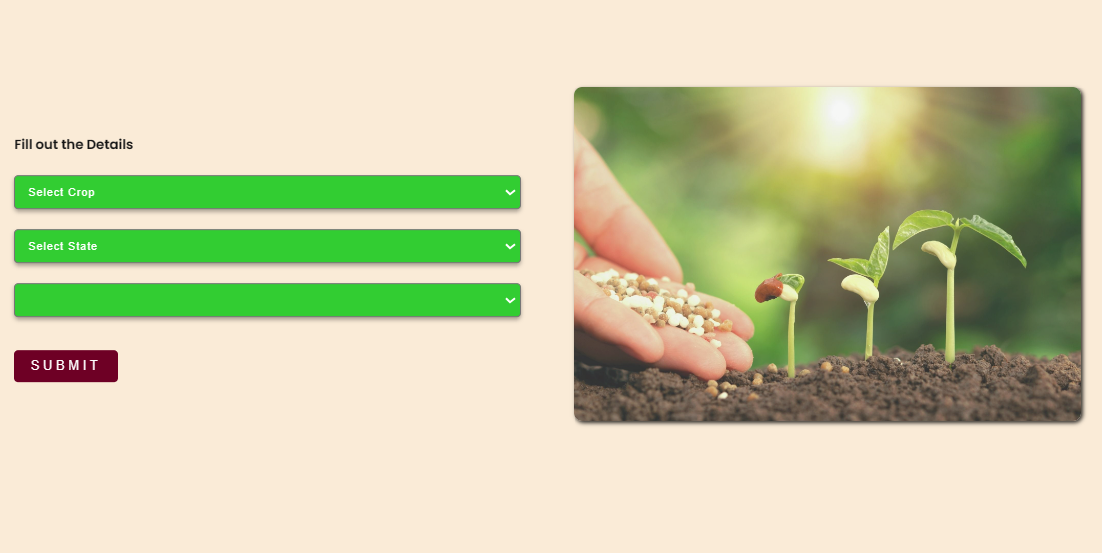 Fill out the Details
Select Crop
Select State
SUBMIT